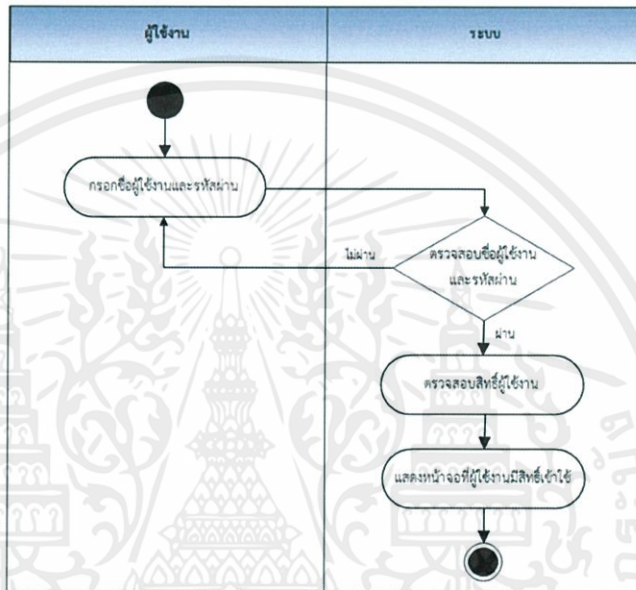 ผู้ใช้งาน
ระบบ
กรอกชื่อผู้ใช้งานและรหัสผ่าน
ไม่ผ่าน
ตรวจสอบชื่อผู้ใช้งาน
และรหัสผ่าน
ผ่าน
ตรวจสอบสิทธิ์ผู้ใช้งาน
แสดงหน้าจอที่ผู้ใช้งานมีสิทธิ์เข้าใช้